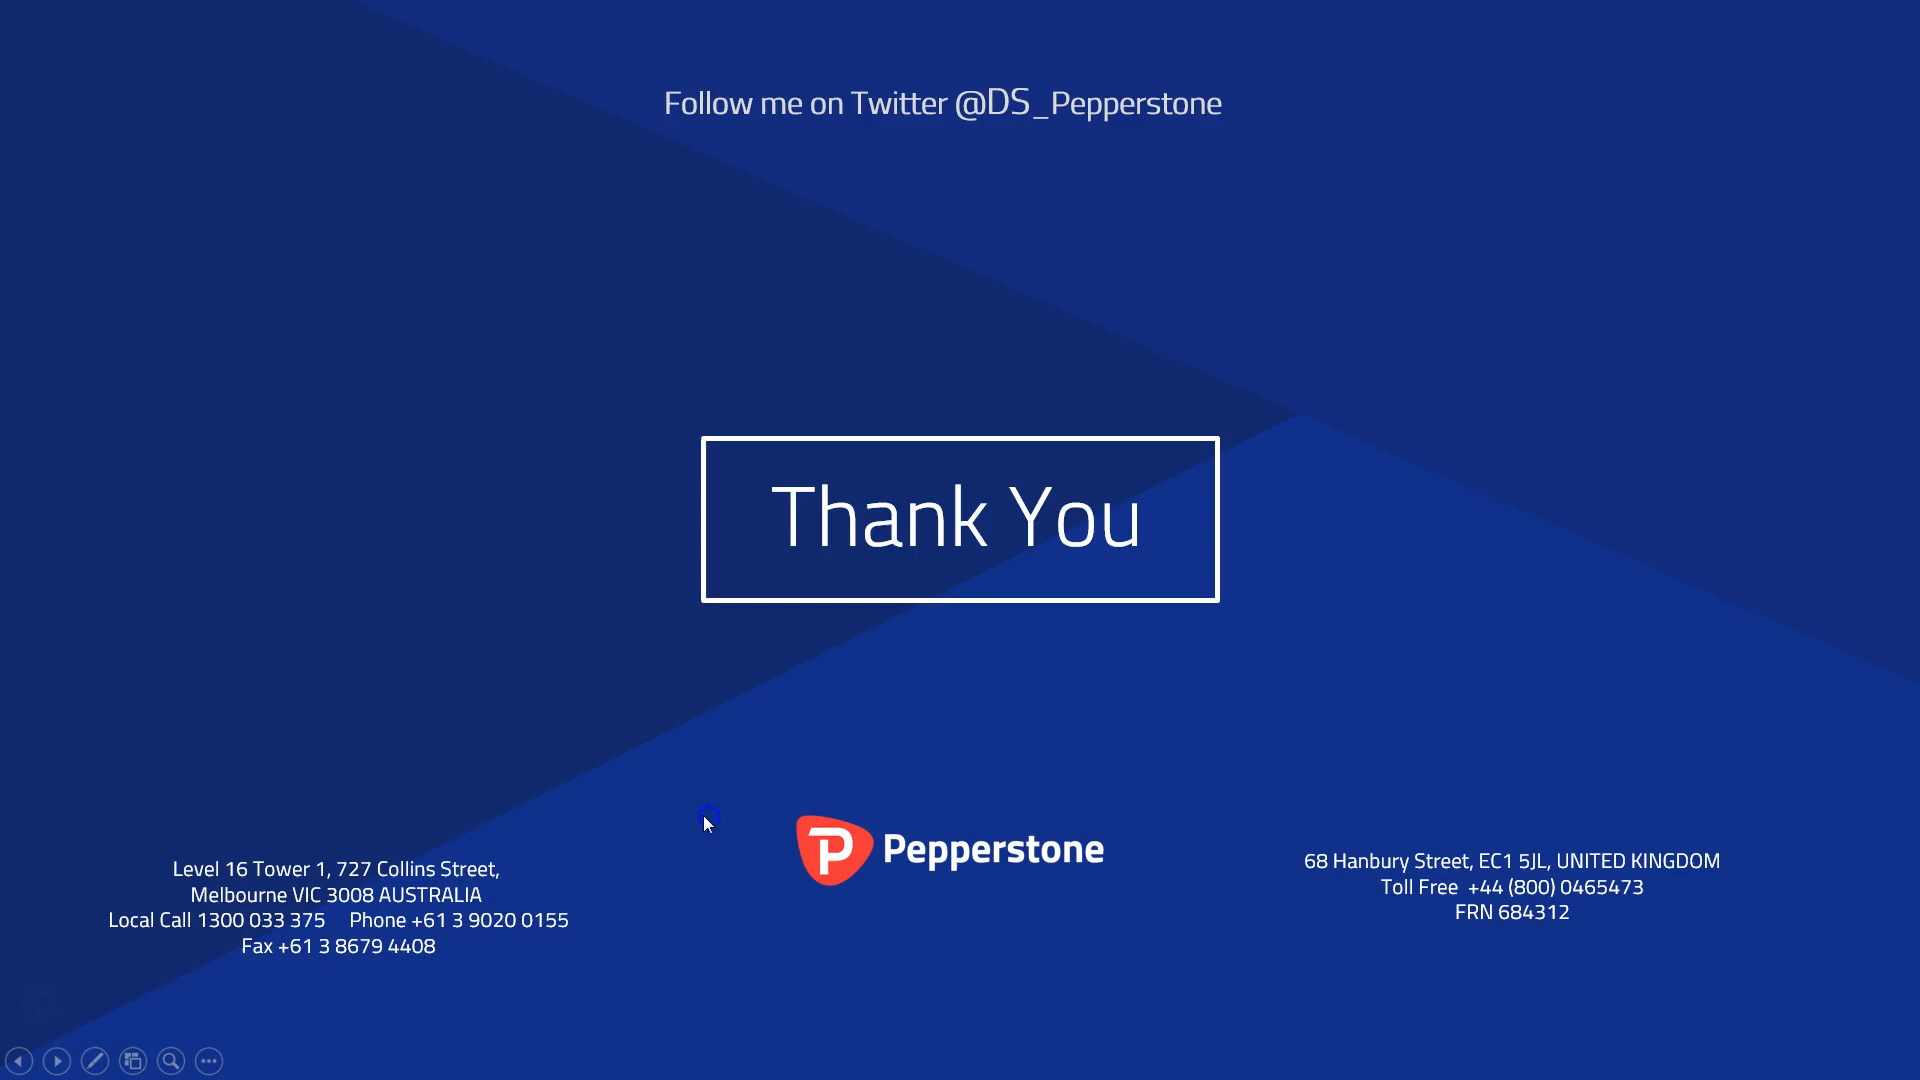 Follow me on Twitter @DS_Pepperstone
Thank You
Pepperstone
Level 16 Tower 1, 727 Collins Street,
Melbourne VIC 3008 AUSTRALIA
Local Call 1300 033 375 Phone +61 3 9020 0155
Fax +61 3 8679 4408
68 Hanbury Street, EC1 5JL, UNITED KINGDOM
Toll Free +44 (800) 0465473
FRN 684312